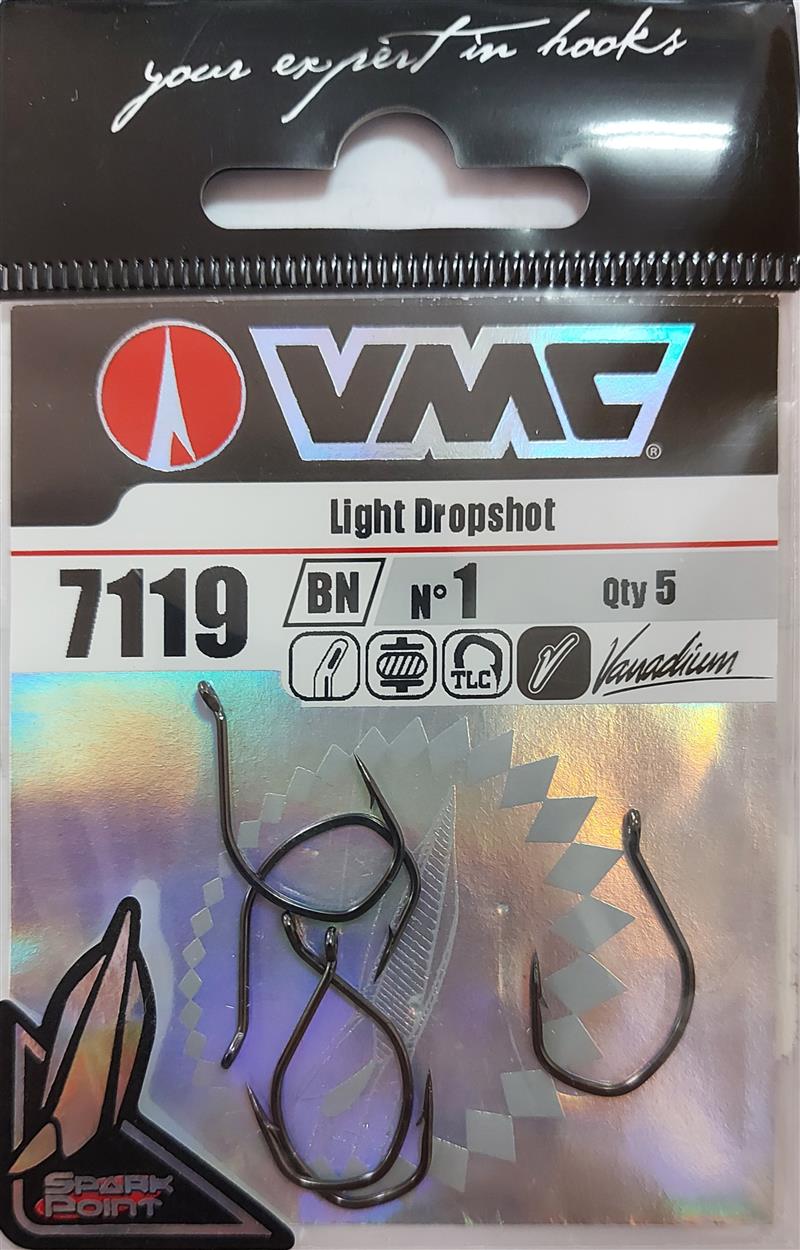 your expert in hooks
VMC®
Light Dropshot
7119 BN N° 1 Qty 5
TLC Vanadium
Spark
Point